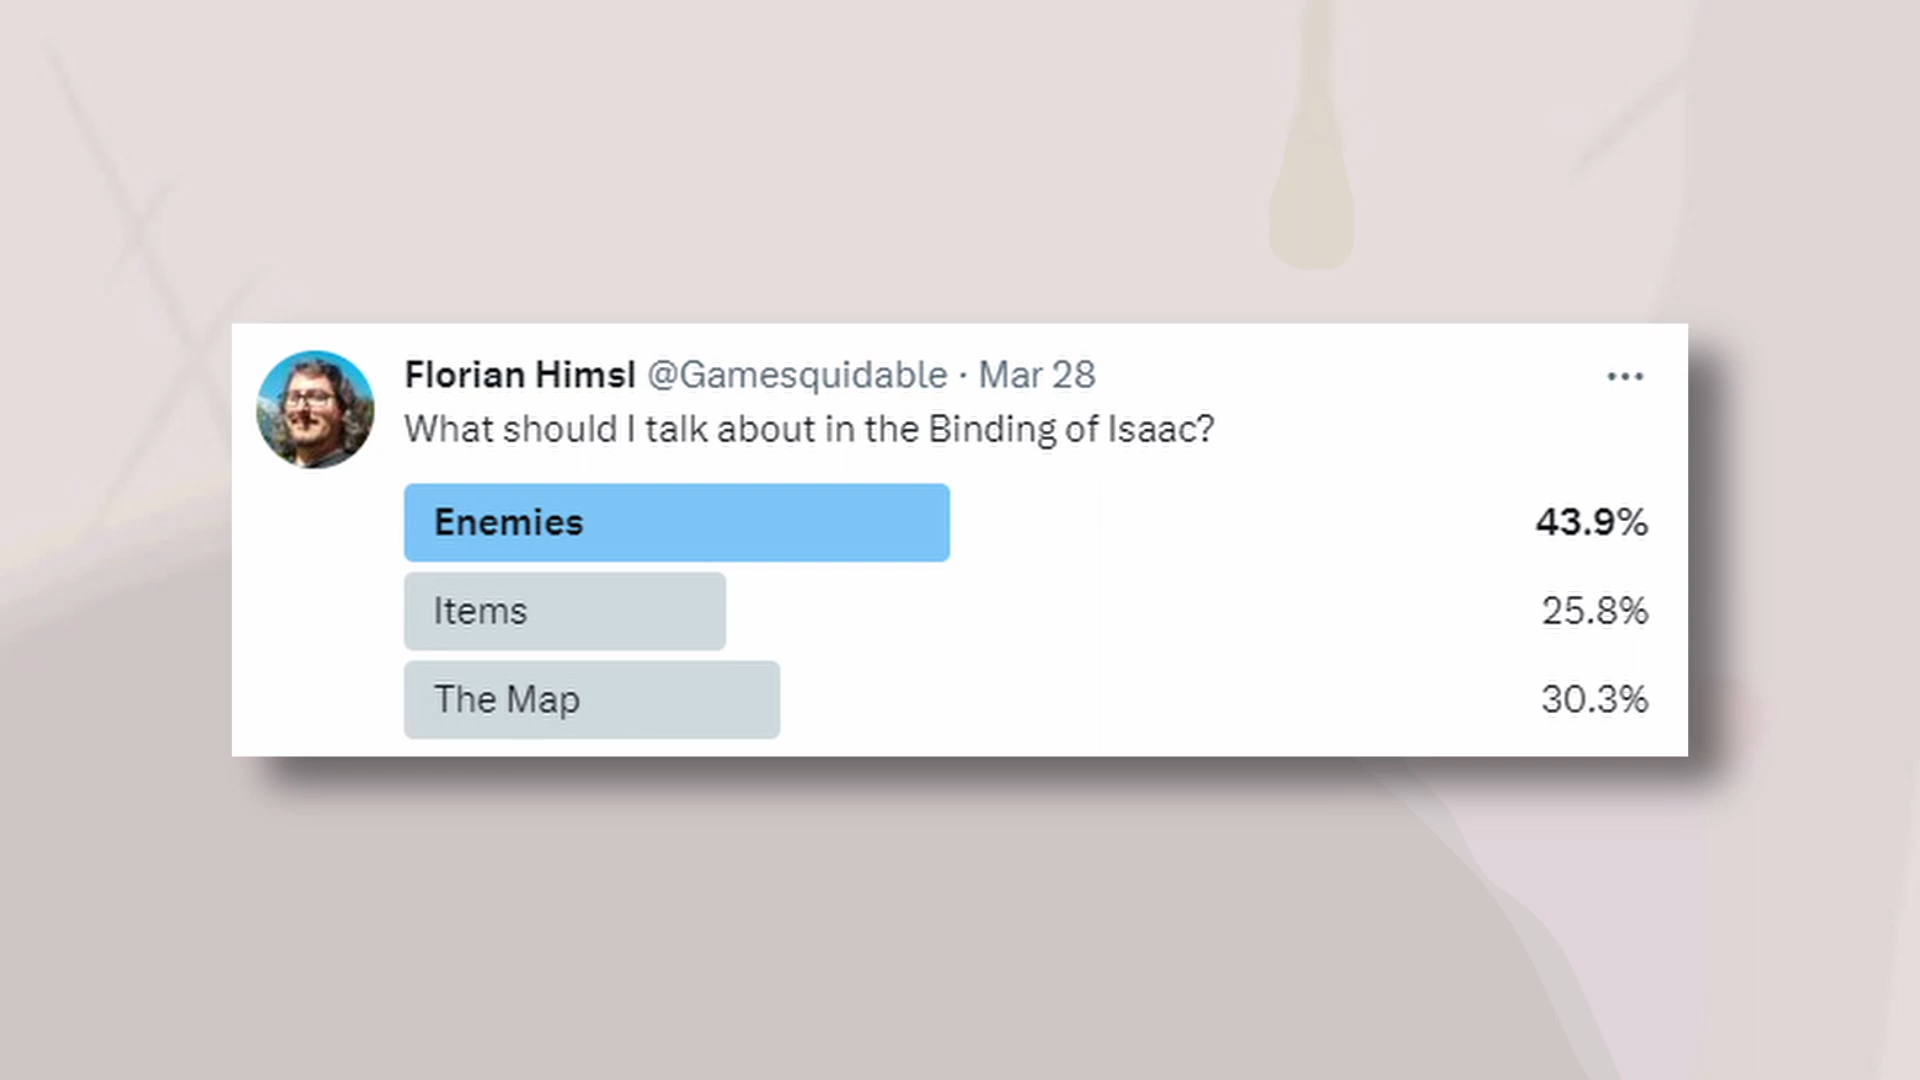 Florian Himsl @Gamesquidable · Mar 28
What should I talk about in the Binding of Isaac?
Enemies 43.9%
Items 25.8%
The Map 30.3%